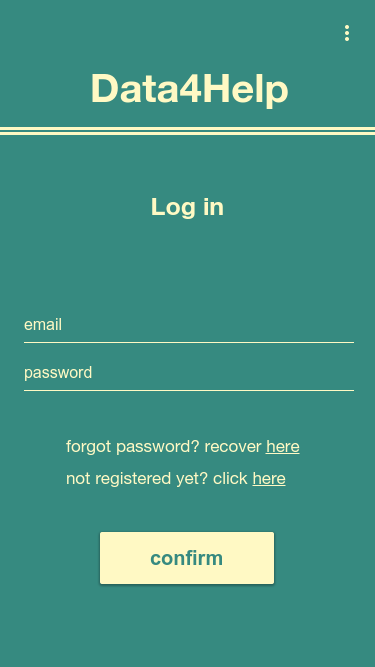 Data4Help
Log in
email
password
forgot password? recover here
not registered yet? click here
confirm